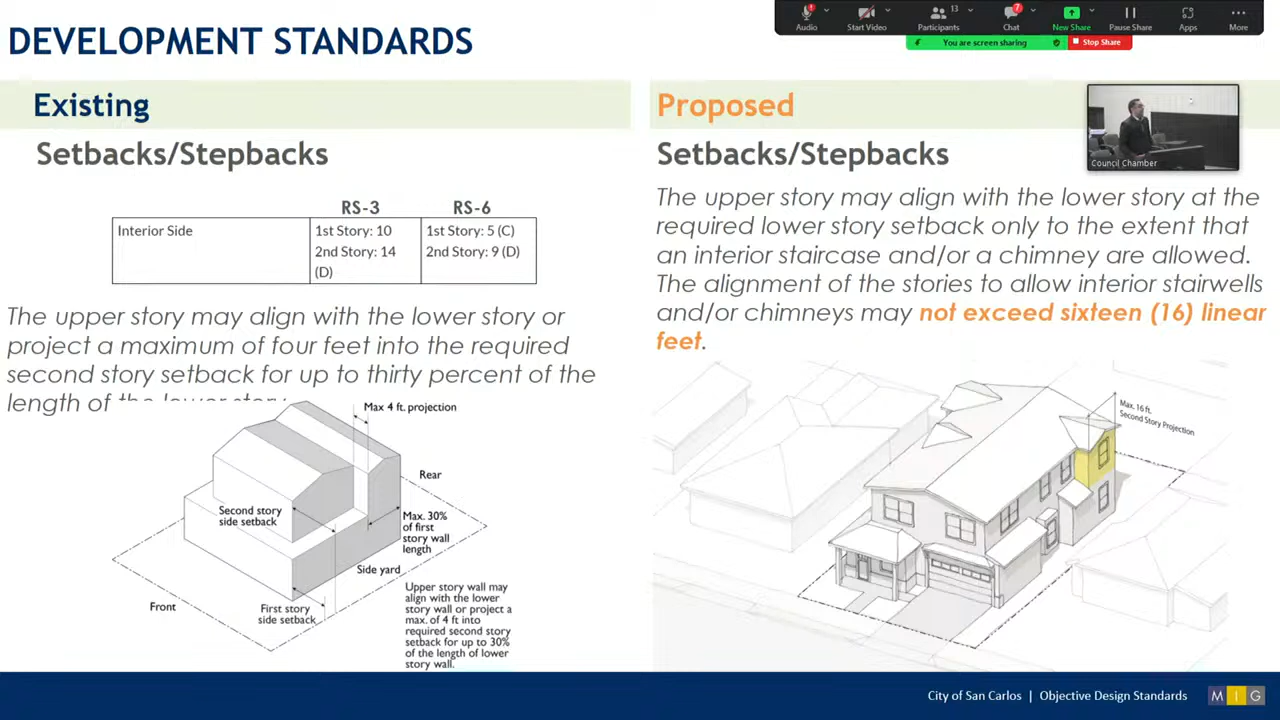 DEVELOPMENT STANDARDS
Audio
Start Video
13
Participants
7
Chat
New Share
Pause Share
Apps
More
You are screen sharing
Stop Share
Existing
Setbacks/Stepbacks
RS-3
RS-6
Interior Side
1st Story: 10
2nd Story: 14
(D)
1st Story: 5 (C)
2nd Story: 9 (D)
The upper story may align with the lower story or
project a maximum of four feet into the required
second story setback for up to thirty percent of the
length of the lower story
Max 4 ft. projection
Rear
Second story
side setback
Max. 30%
of first
story wall
length
Side yard
Front
First story
side setback
Upper story wall may
align with the lower
story wall or project a
max. of 4 ft into
required second story
setback for up to 30%
of the length of lower
story wall.
Proposed
Council Chamber
Setbacks/Stepbacks
The upper story may align with the lower story at the
required lower story setback only to the extent that
an interior staircase and/or a chimney are allowed.
The alignment of the stories to allow interior stairwells
and/or chimneys may not exceed sixteen (16) linear
feet.
Max. 16 ft.
Second Story Projection
City of San Carlos | Objective Design Standards
M I G